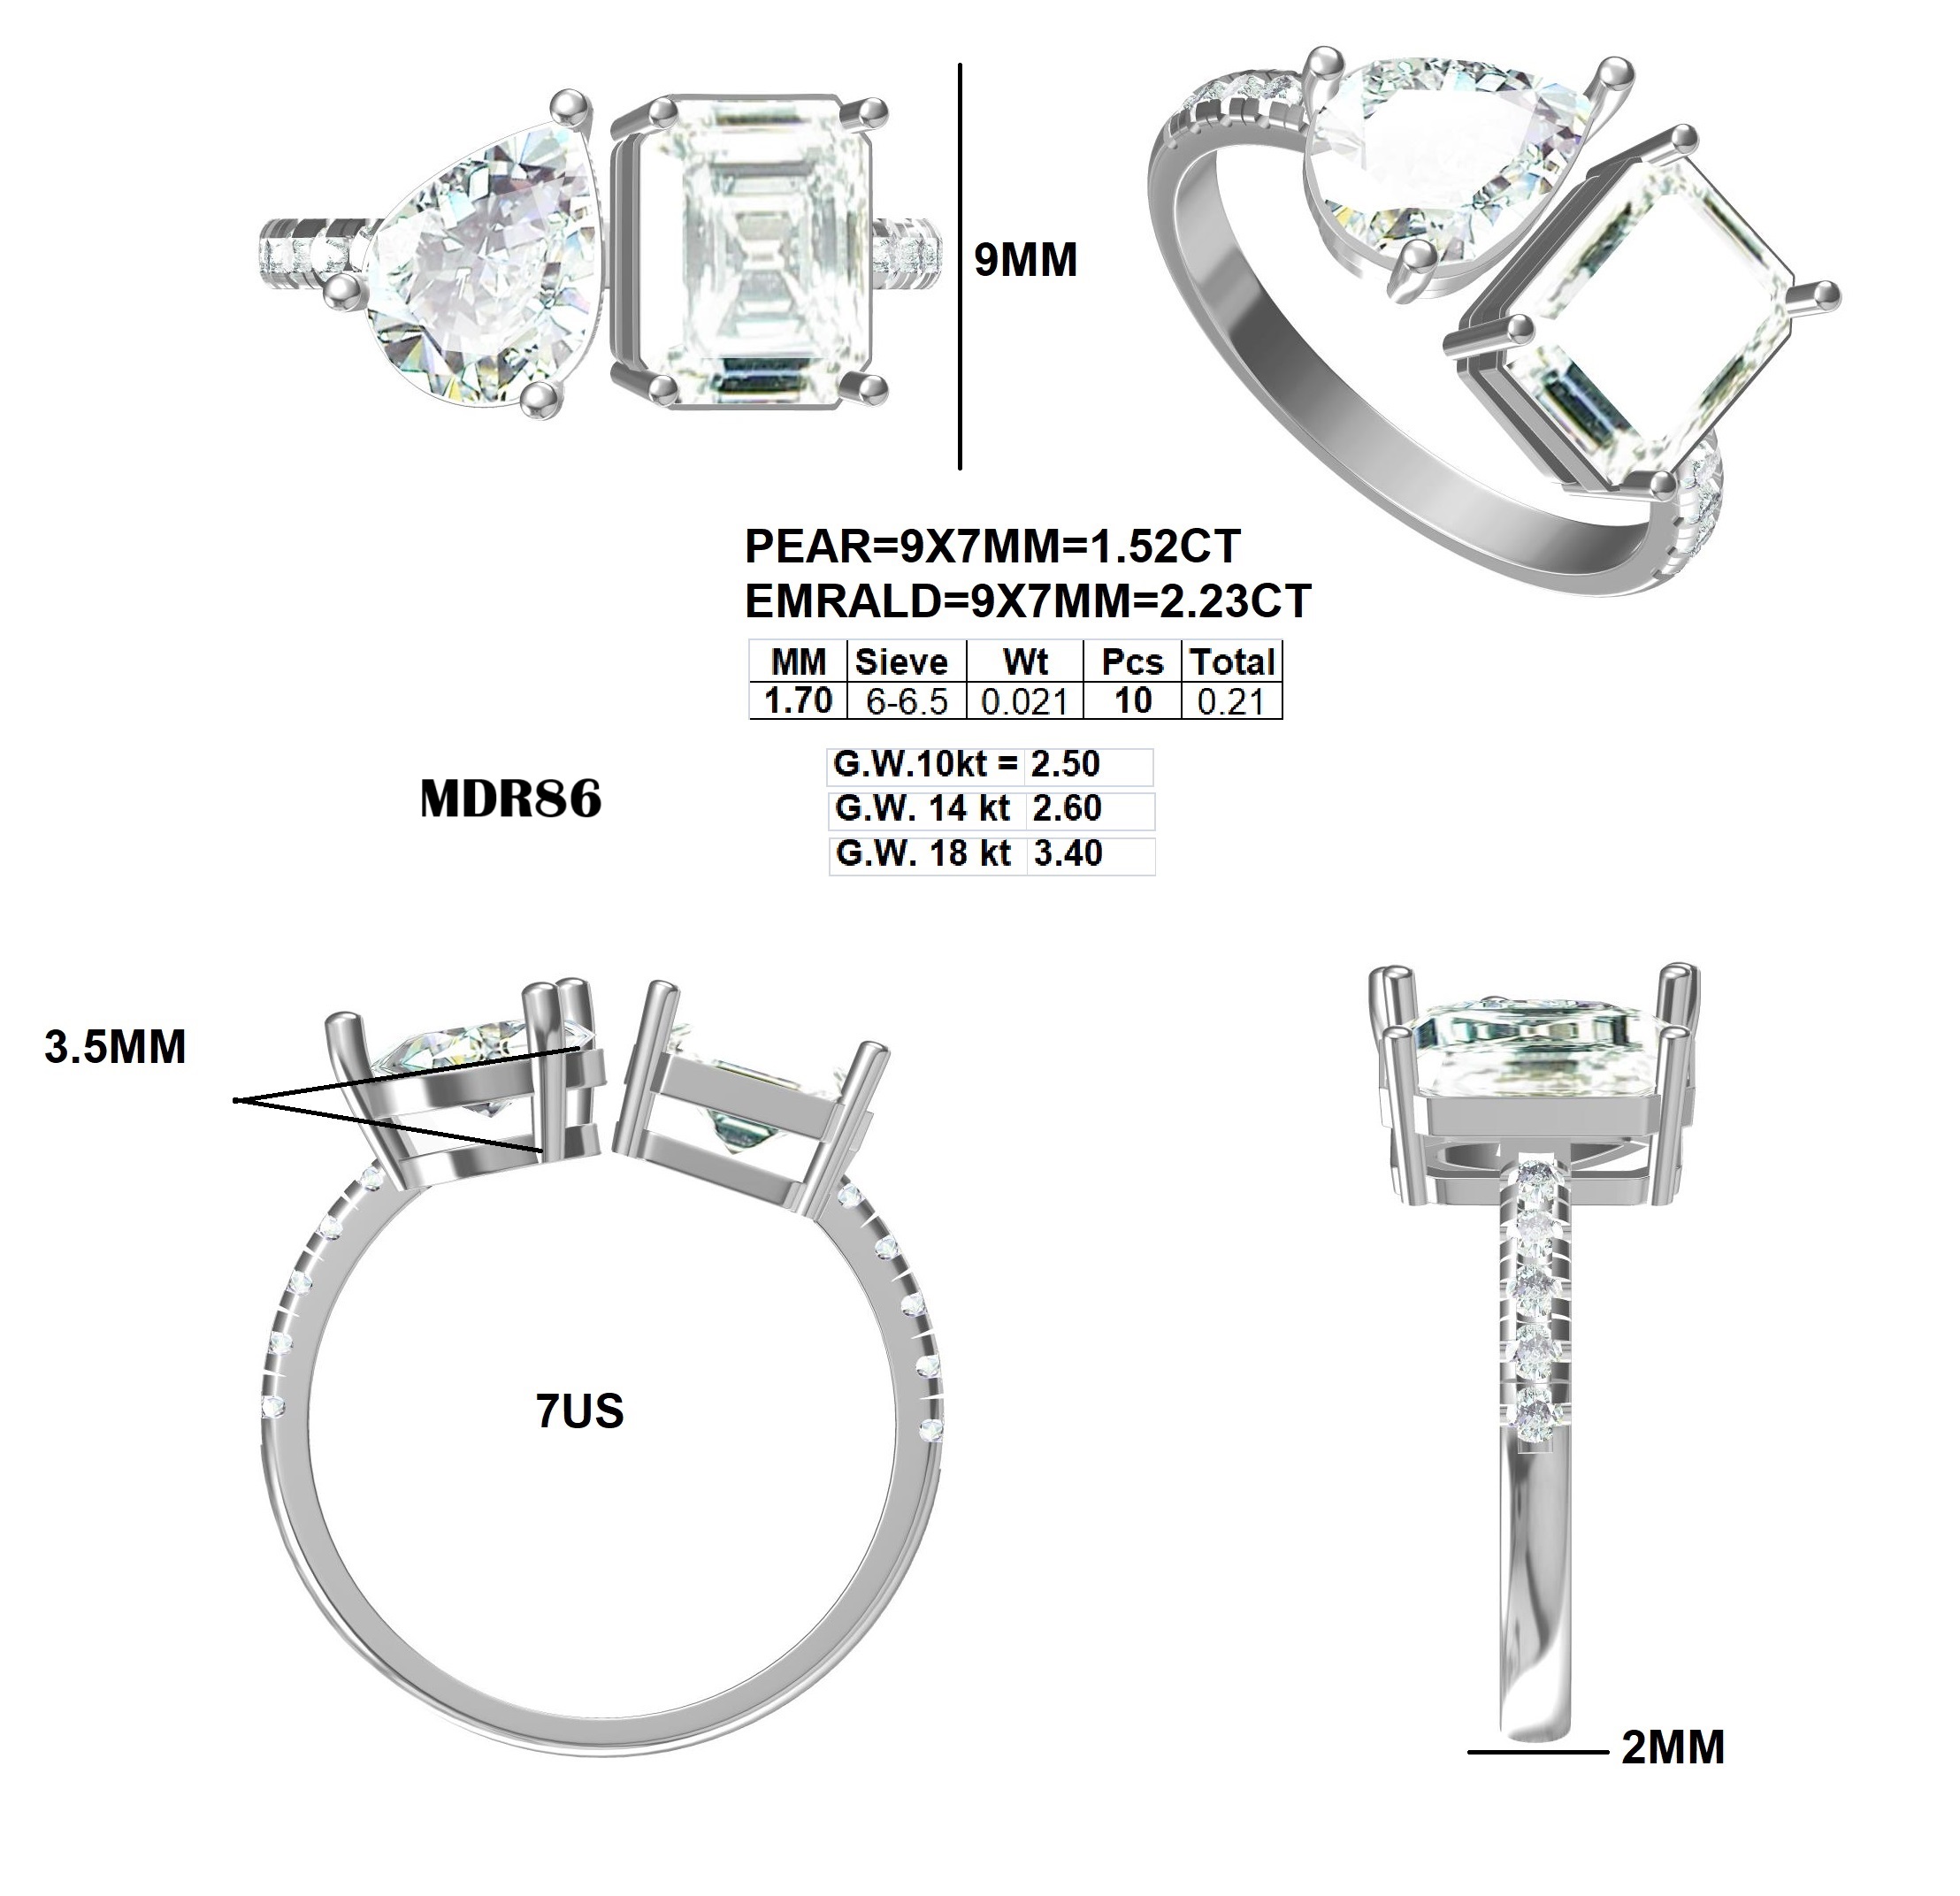 9MM
PEAR=9X7MM=1.52CT
EMRALD=9X7MM=2.23CT
MM Sieve Wt Pcs Total
1.70 6-6.5 0.021 10 0.21
G.W.10kt = 2.50
G.W. 14 kt 2.60
G.W. 18 kt 3.40
MDR86
3.5MM
7US
2MM